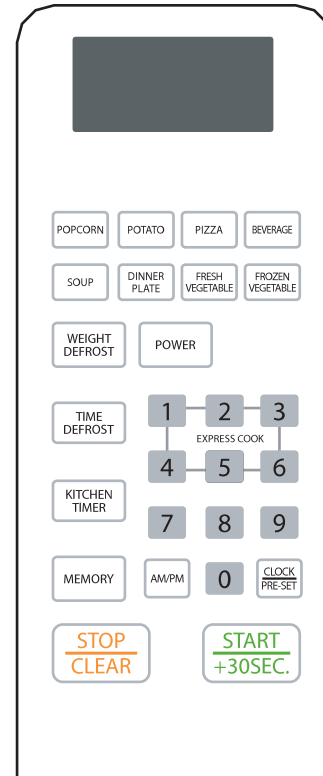 POPCORN POTATO PIZZA BEVERAGE
SOUP DINNER PLATE FRESH VEGETABLE FROZEN VEGETABLE
WEIGHT DEFROST POWER
TIME DEFROST
1 2 3
EXPRESS COOK
4 5 6
KITCHEN TIMER
7 8 9
MEMORY AM/PM 0 CLOCK PRE-SET
STOP CLEAR START +30SEC.